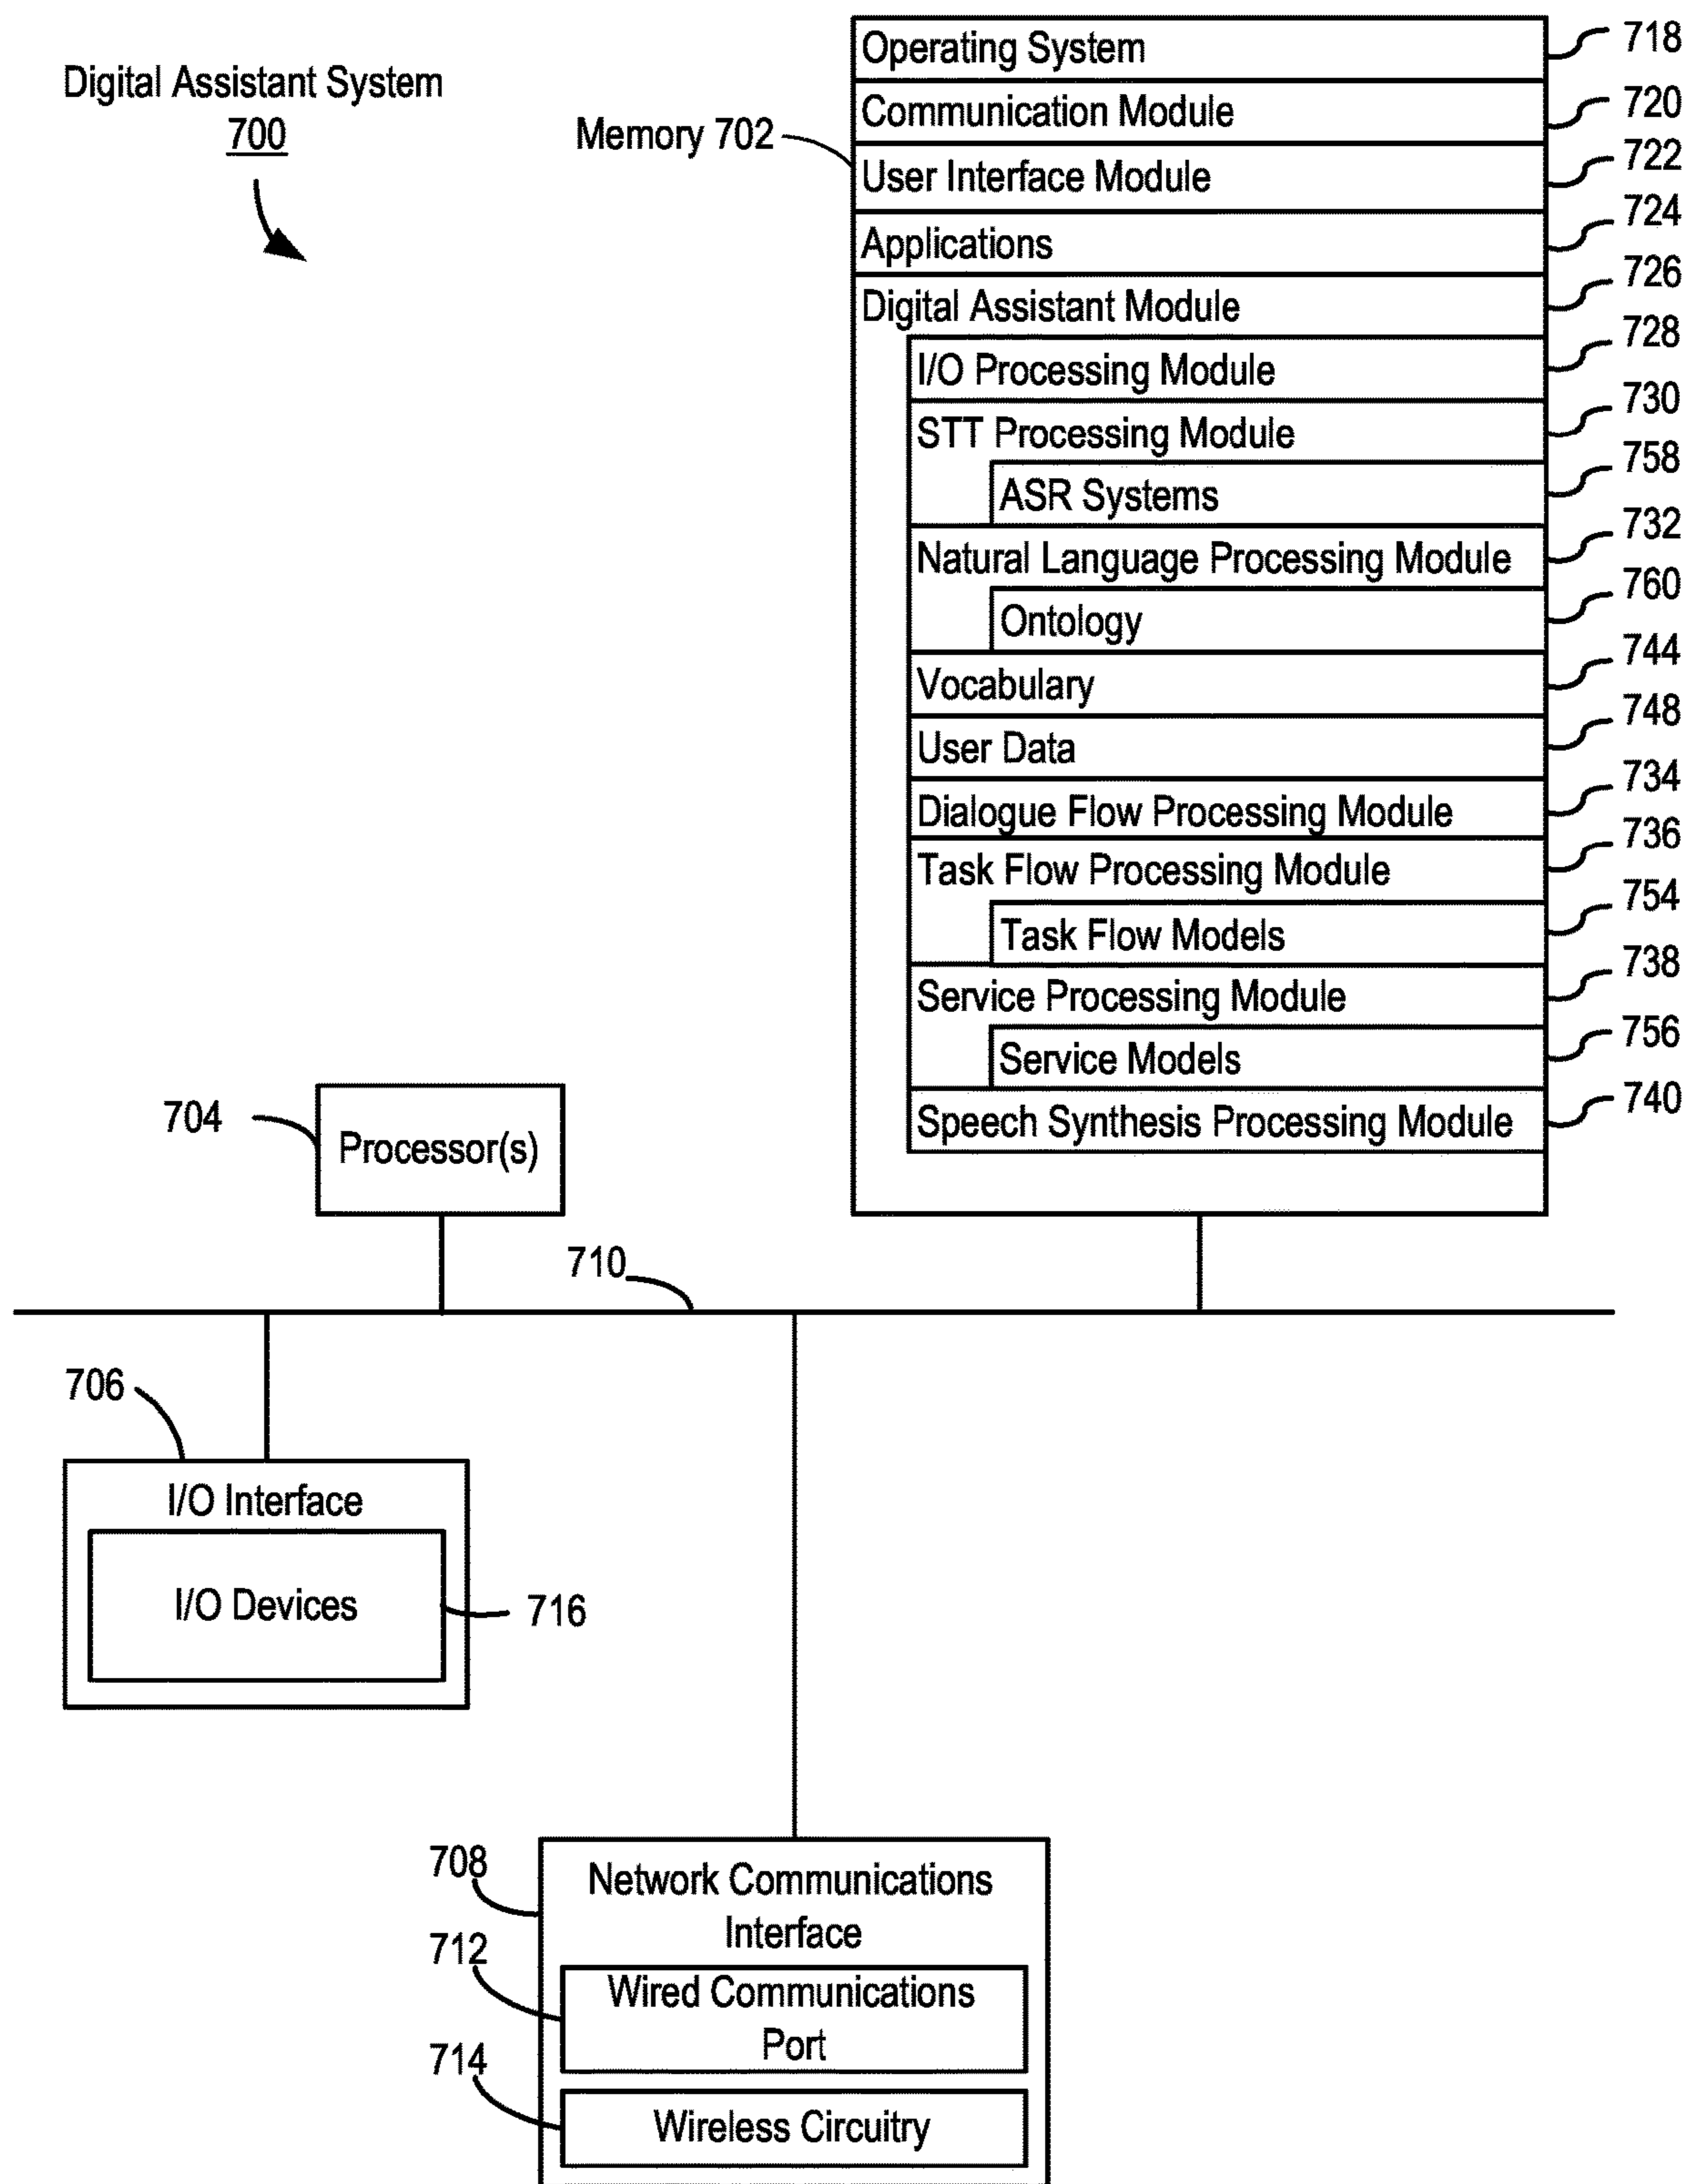 Digital Assistant System
700
Memory 702
Operating System 718
Communication Module 720
User Interface Module 722
Applications 724
Digital Assistant Module 726
I/O Processing Module 728
STT Processing Module 730
ASR Systems 758
Natural Language Processing Module 732
Ontology 760
Vocabulary 744
User Data 748
Dialogue Flow Processing Module 734
Task Flow Processing Module 736
Task Flow Models 754
Service Processing Module 738
Service Models 756
Speech Synthesis Processing Module 740
704
Processor(s)
710
706
I/O Interface
I/O Devices
716
708
Network Communications
Interface
712
Wired Communications
Port
714
Wireless Circuitry